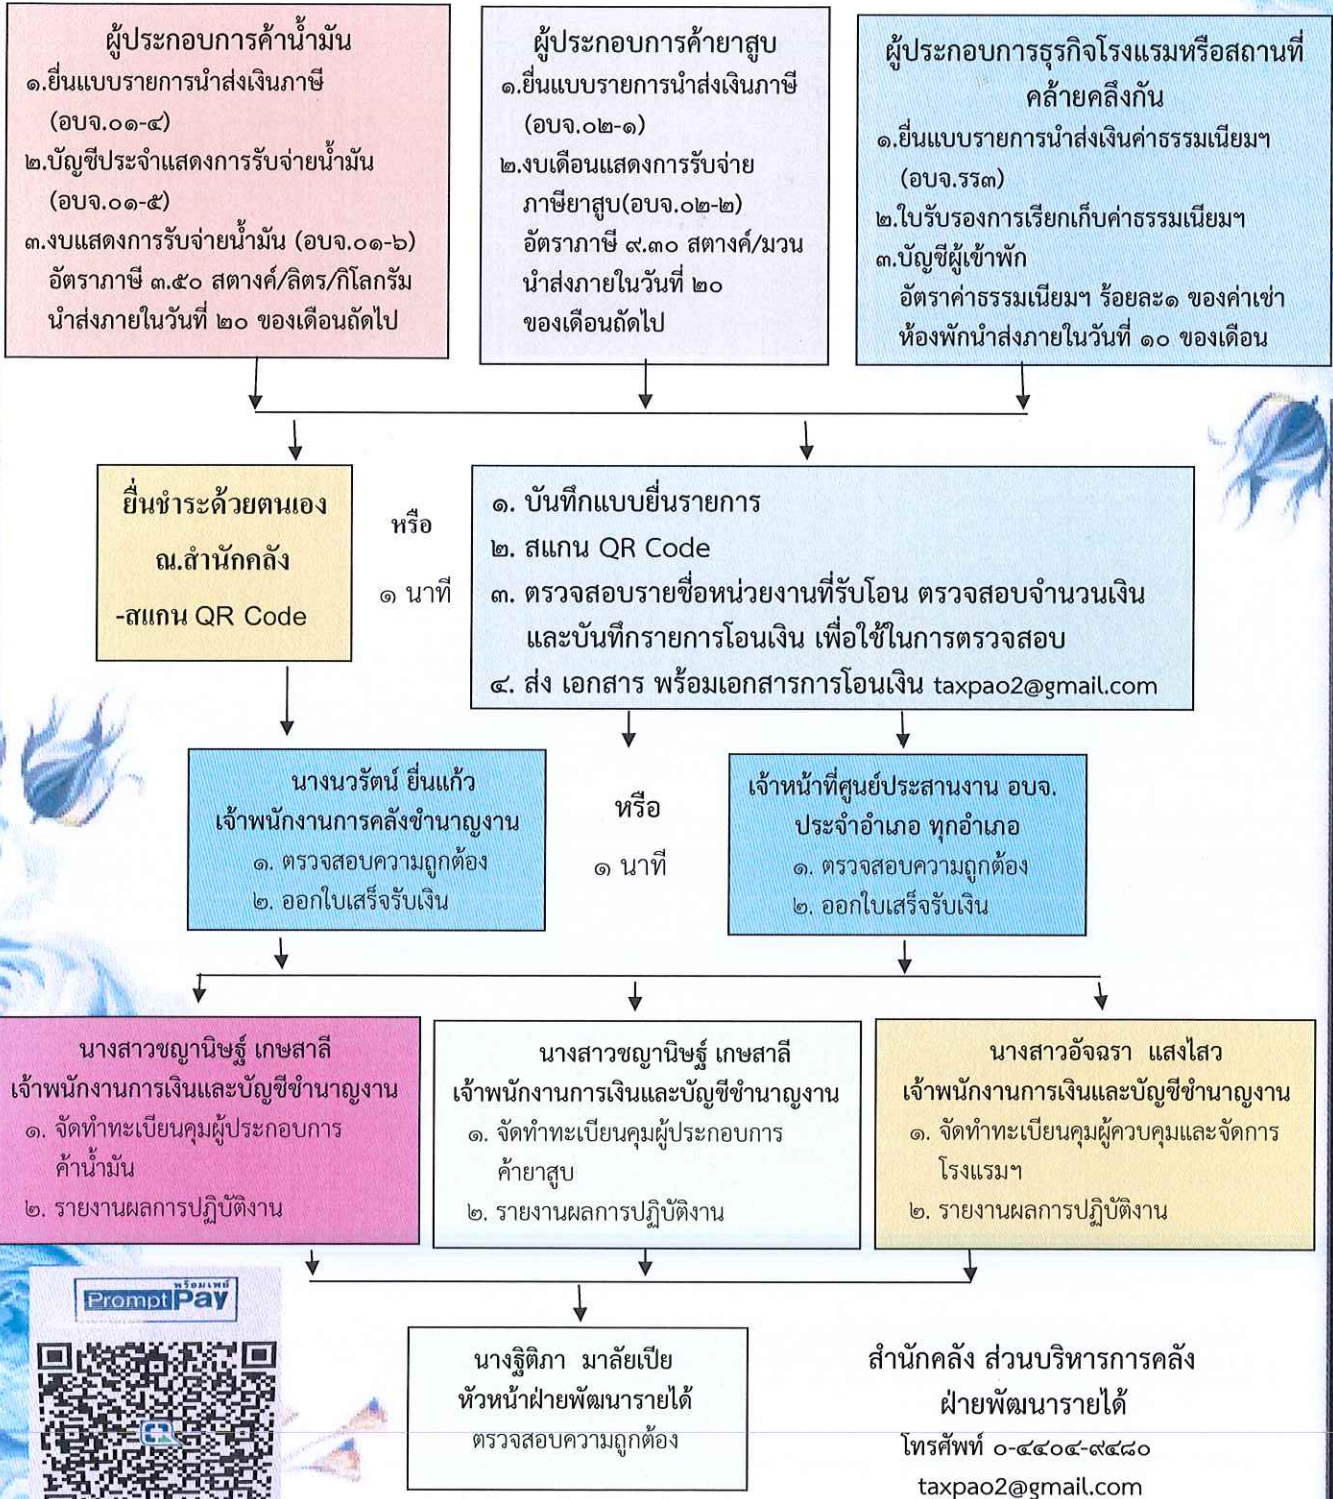 ผู้ประกอบการค้าน้ำมัน
๑.ยื่นแบบรายการนำส่งเงินภาษี
(อบจ.๐๑-๔)
๒.บัญชีประจำแสดงการรับจ่ายน้ำมัน
(อบจ.๐๑-๕)
๓.งบแสดงการรับจ่ายน้ำมัน (อบจ.๐๑-๖)
อัตราภาษี ๓.๕๐ สตางค์/ลิตร/กิโลกรัม
นำส่งภายในวันที่ ๒๐ ของเดือนถัดไป
ผู้ประกอบการค้ายาสูบ
๑.ยื่นแบบรายการนำส่งเงินภาษี
(อบจ.๐๒-๑)
๒.งบเดือนแสดงการรับจ่าย
ภาษียาสูบ(อบจ.๐๒-๒)
อัตราภาษี ๙.๓๐ สตางค์/มวน
นำส่งภายในวันที่ ๒๐
ของเดือนถัดไป
ผู้ประกอบการธุรกิจโรงแรมหรือสถานที่
คล้ายคลึงกัน
๑.ยื่นแบบรายการนำส่งเงินค่าธรรมเนียมฯ
(อบจ.รร๓)
๒.ใบรับรองการเรียกเก็บค่าธรรมเนียมฯ
๓.บัญชีผู้เข้าพัก
อัตราค่าธรรมเนียมฯ ร้อยละ๑ ของค่าเช่า
ห้องพักนำส่งภายในวันที่ ๑๐ ของเดือน
ยื่นชำระด้วยตนเอง
ณ.สำนักคลัง
-สแกน QR Code
หรือ
๑ นาที
๑. บันทึกแบบยื่นรายการ
๒. สแกน QR Code
๓. ตรวจสอบรายชื่อหน่วยงานที่รับโอน ตรวจสอบจำนวนเงิน
และบันทึกรายการโอนเงิน เพื่อใช้ในการตรวจสอบ
๔. ส่ง เอกสาร พร้อมเอกสารการโอนเงิน taxpao2@gmail.com
นางนวรัตน์ ยื่นแก้ว
เจ้าพนักงานการคลังชำนาญงาน
๑. ตรวจสอบความถูกต้อง
๒. ออกใบเสร็จรับเงิน
หรือ
๑ นาที
เจ้าหน้าที่ศูนย์ประสานงาน อบจ.
ประจำอำเภอ ทุกอำเภอ
๑. ตรวจสอบความถูกต้อง
๒. ออกใบเสร็จรับเงิน
นางสาวชญานิษฐ์ เกษสาลี
เจ้าพนักงานการเงินและบัญชีชำนาญงาน
๑. จัดทำทะเบียนคุมผู้ประกอบการ
ค้าน้ำมัน
๒. รายงานผลการปฏิบัติงาน
นางสาวชญานิษฐ์ เกษสาลี
เจ้าพนักงานการเงินและบัญชีชำนาญงาน
๑. จัดทำทะเบียนคุมผู้ประกอบการ
ค้ายาสูบ
๒. รายงานผลการปฏิบัติงาน
นางสาวอัจฉรา แสงไสว
เจ้าพนักงานการเงินและบัญชีชำนาญงาน
๑. จัดทำทะเบียนคุมผู้ควบคุมและจัดการ
โรงแรมฯ
๒. รายงานผลการปฏิบัติงาน
พร้อมเพย์
PromptPay
นางฐิติภา มาลัยเปีย
หัวหน้าฝ่ายพัฒนารายได้
ตรวจสอบความถูกต้อง
สำนักคลัง ส่วนบริหารการคลัง
ฝ่ายพัฒนารายได้
โทรศัพท์ ๐-๔๔๐๔-๙๔๘๐
taxpao2@gmail.com